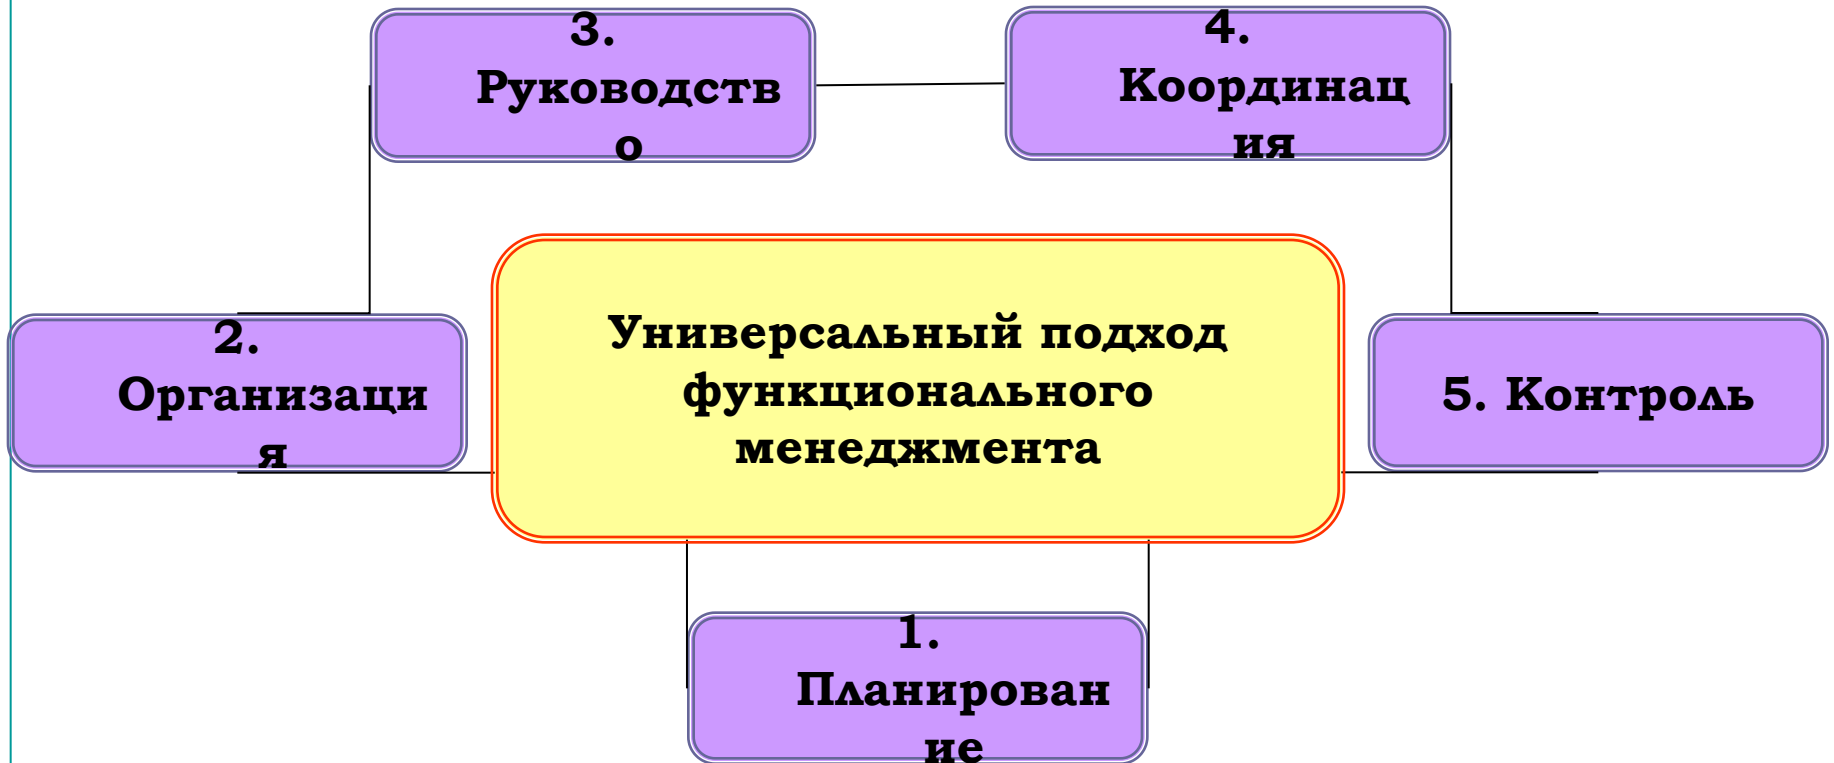 3.
Руководств
о
4.
Координац
ия
Универсальный подход
функционального
менеджмента
2.
Организаци
я
5. Контроль
1.
Планирован
ие